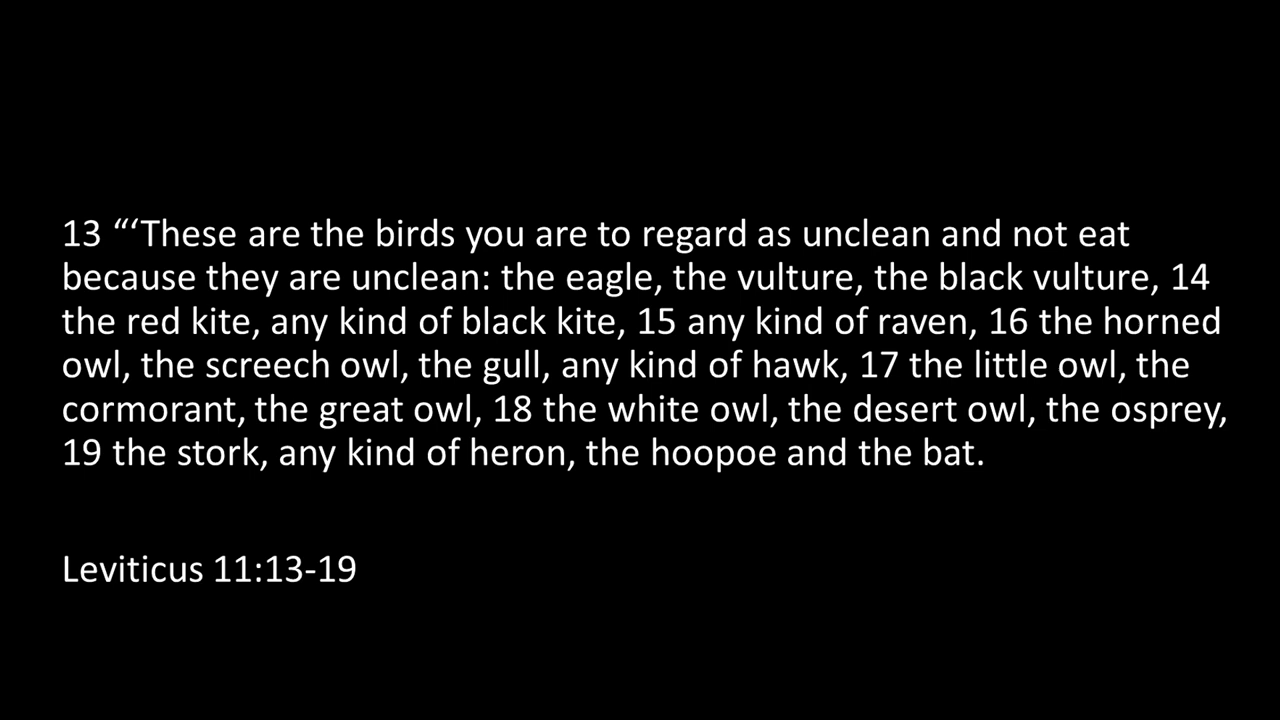 13 “‘These are the birds you are to regard as unclean and not eat
because they are unclean: the eagle, the vulture, the black vulture, 14
the red kite, any kind of black kite, 15 any kind of raven, 16 the horned
owl, the screech owl, the gull, any kind of hawk, 17 the little owl, the
cormorant, the great owl, 18 the white owl, the desert owl, the osprey,
19 the stork, any kind of heron, the hoopoe and the bat.
Leviticus 11:13-19